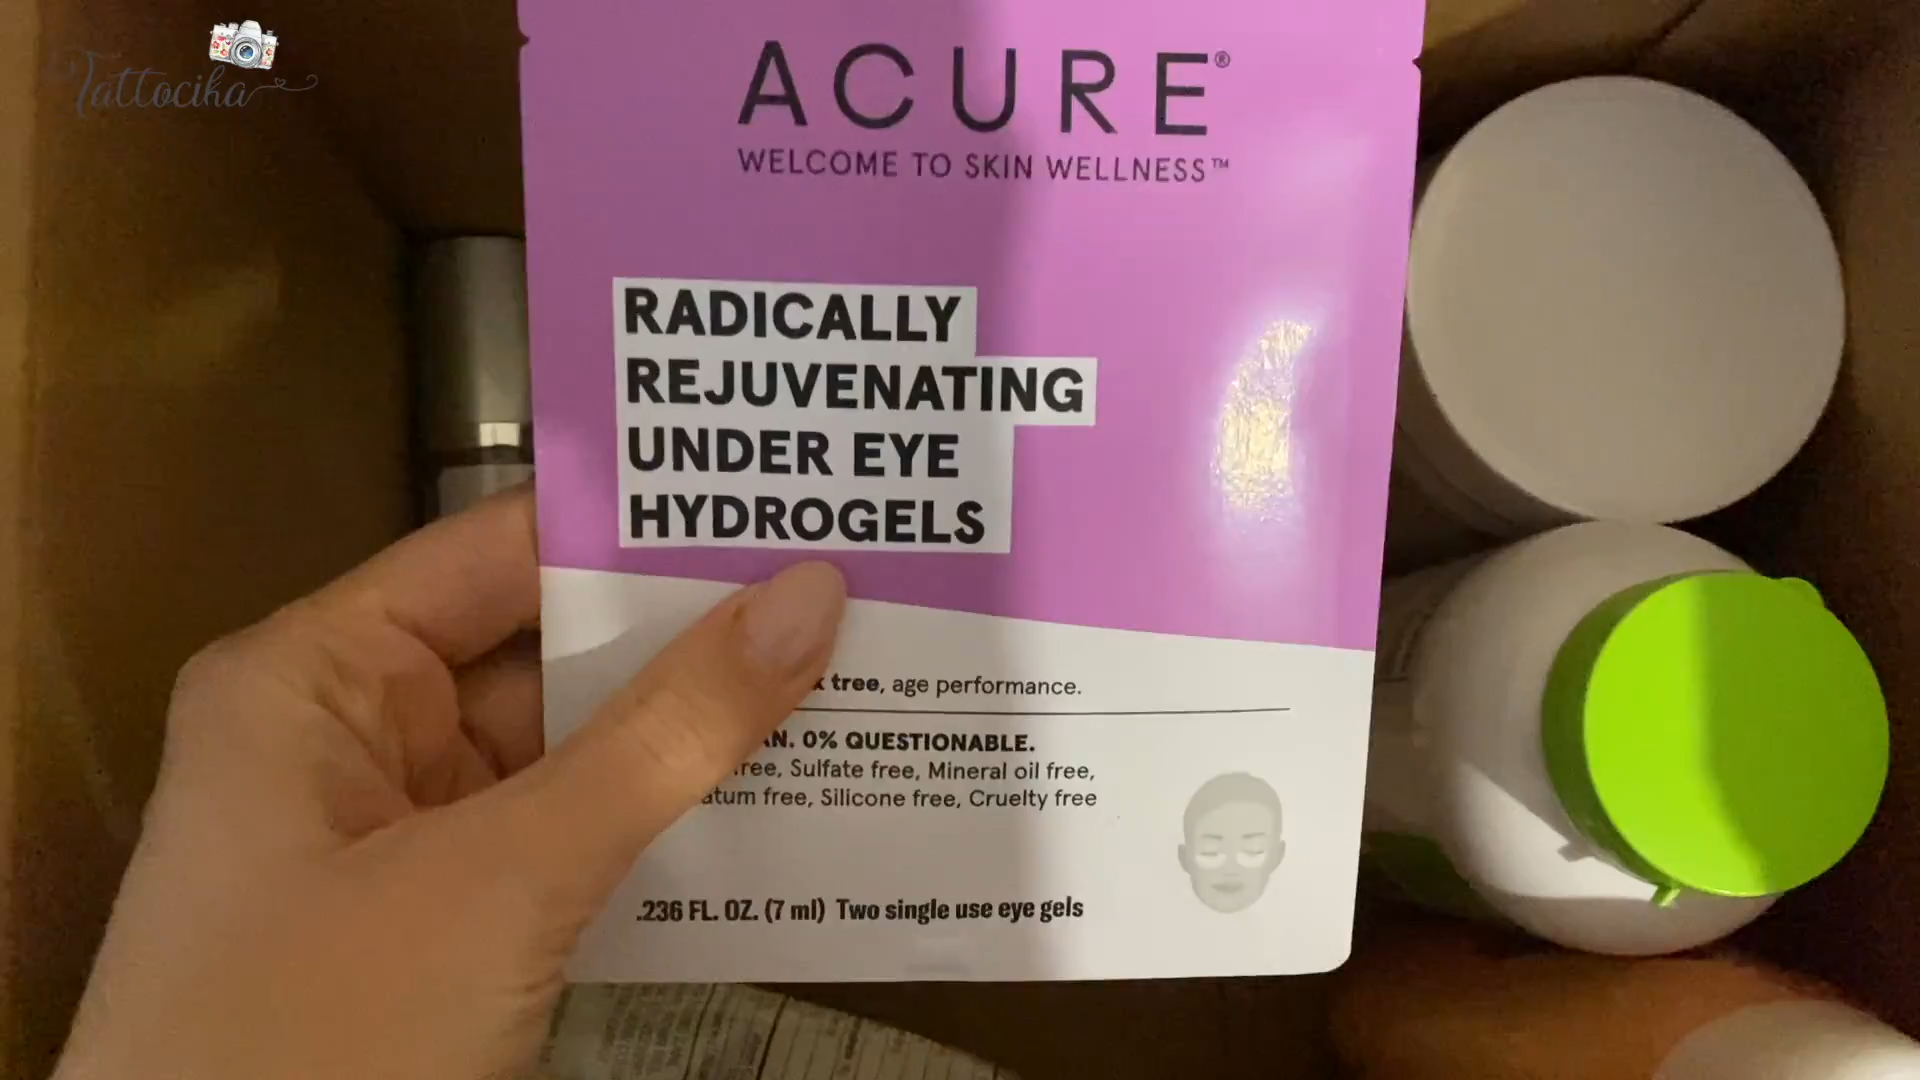 Tattocika
ACURE®
WELCOME TO SKIN WELLNESS™
RADICALLY
REJUVENATING
UNDER EYE
HYDROGELS
tree, age performance.
0% QUESTIONABLE.
Sulfate free, Mineral oil free,
free, Silicone free, Cruelty free
.236 FL. OZ. (7 ml) Two single use eye gels